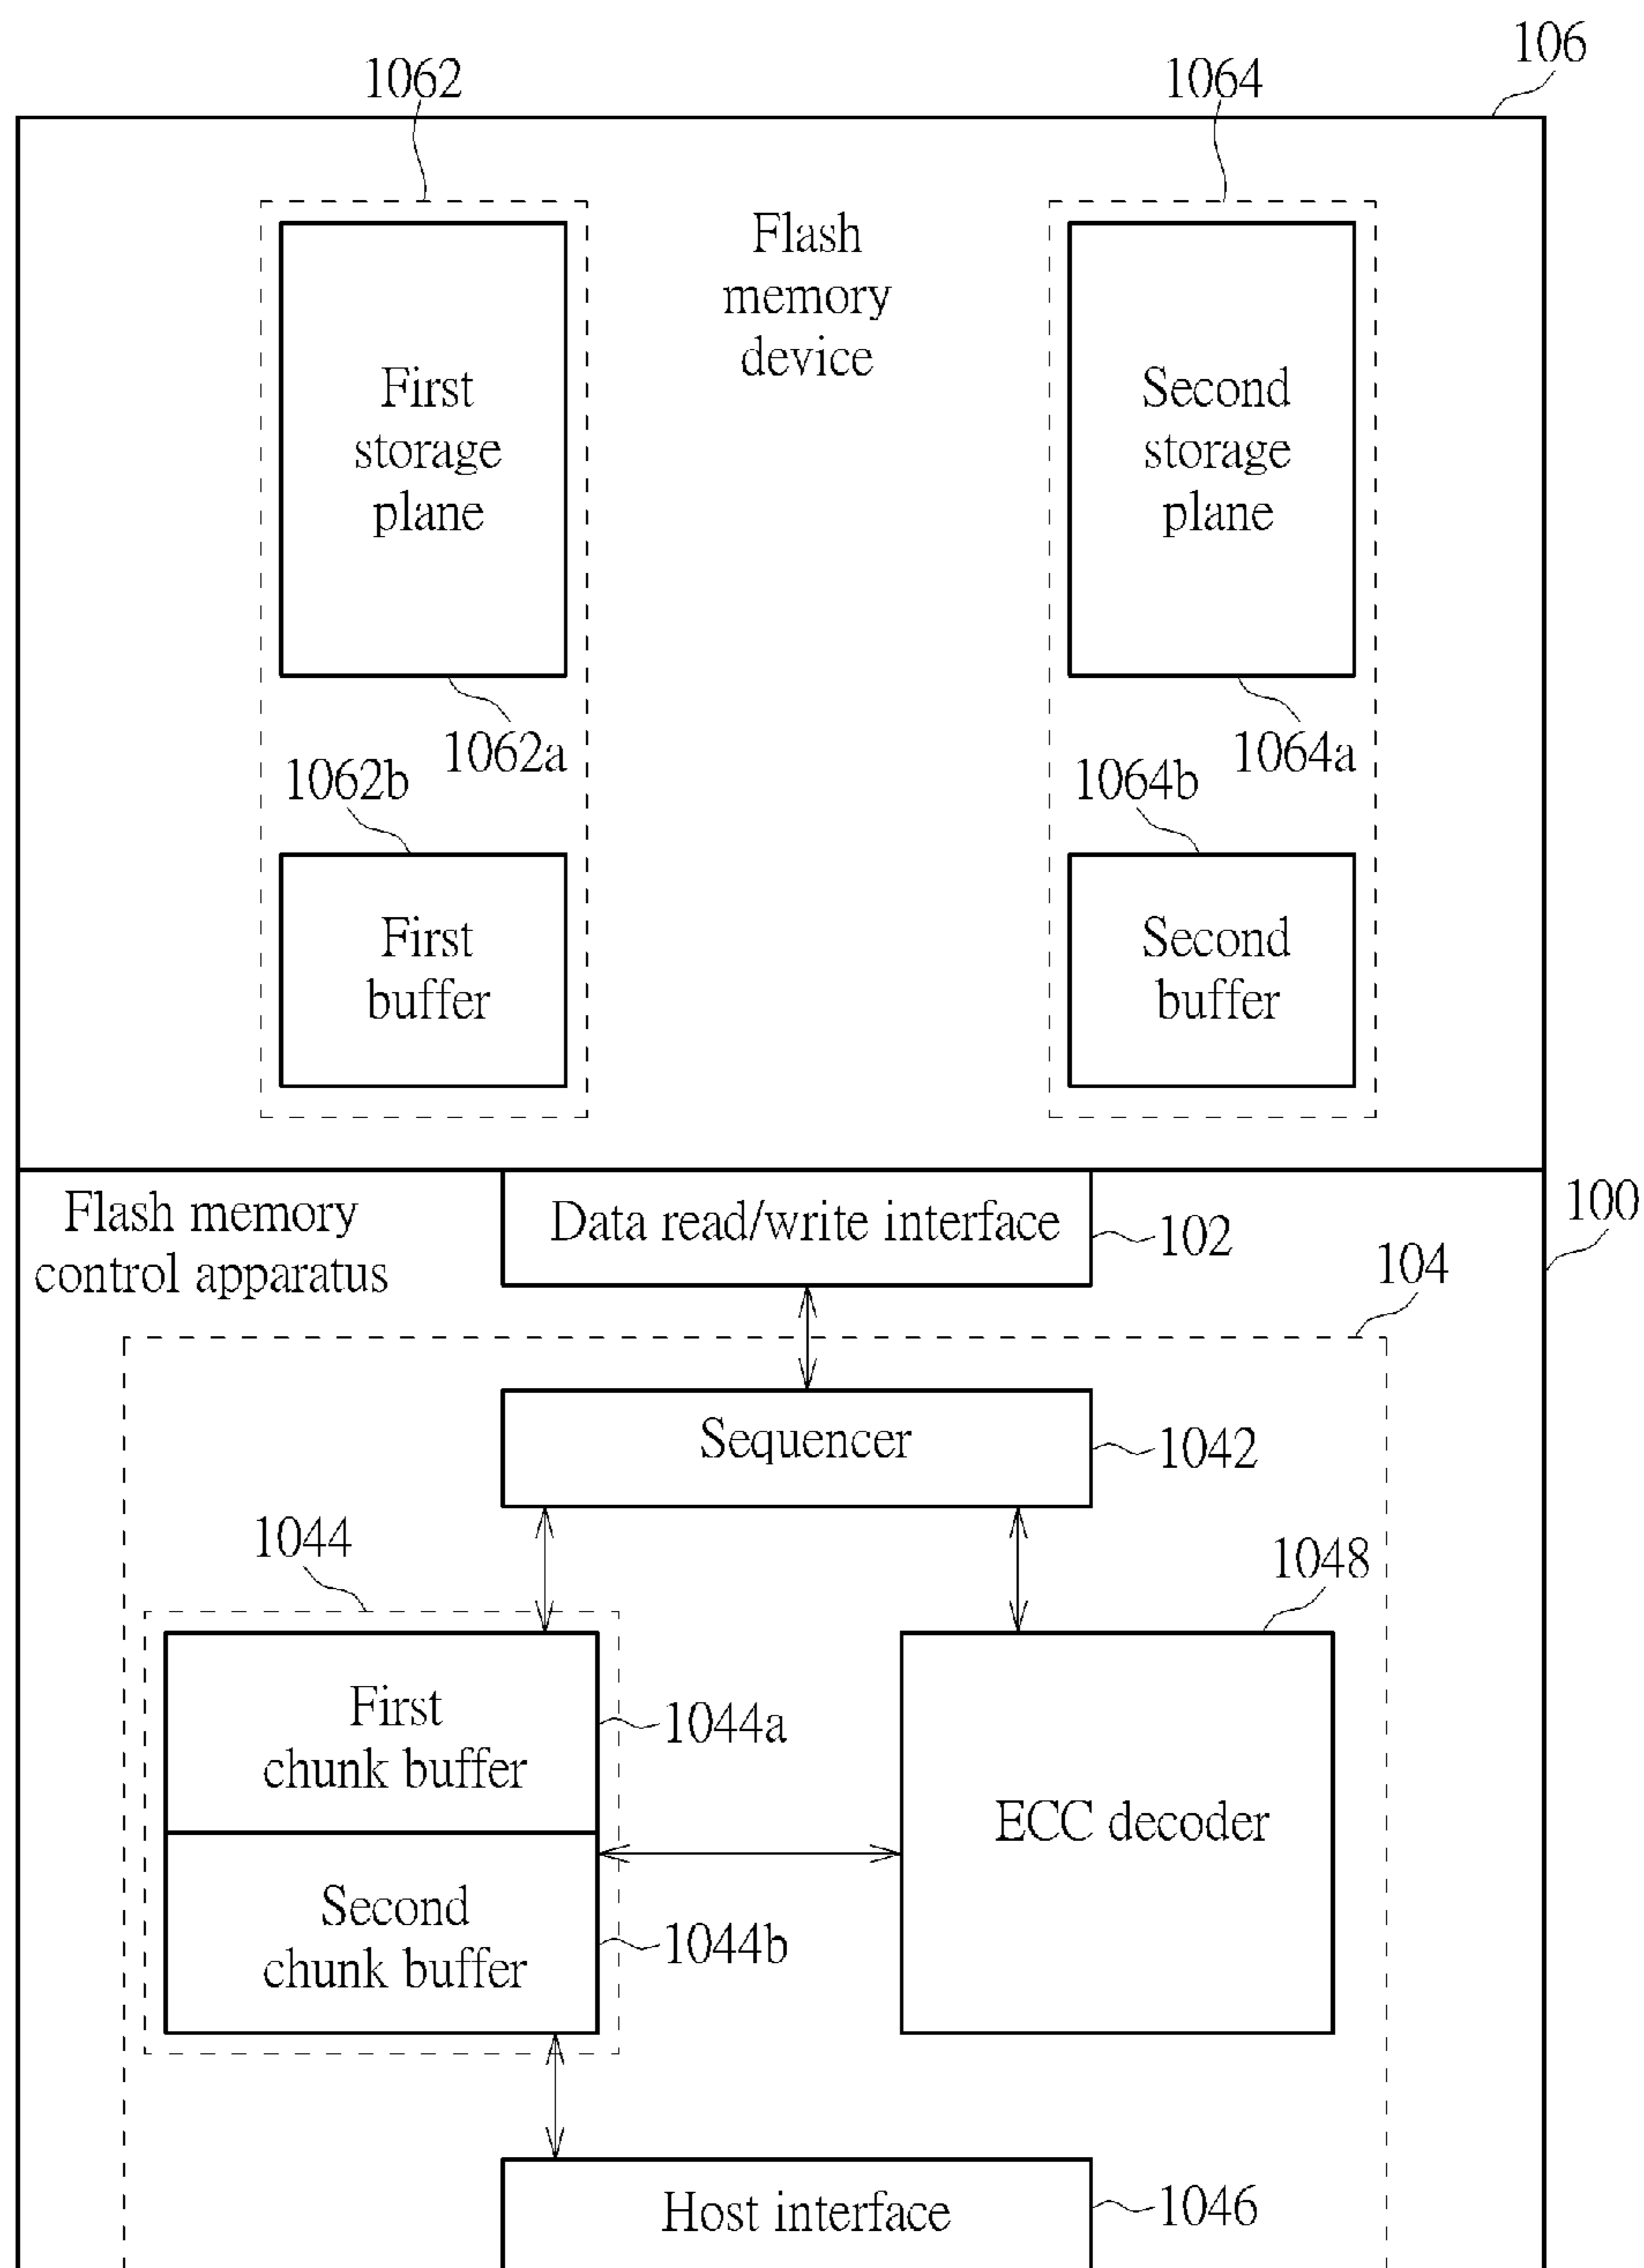 106
1062
1064
Flash
memory
device
First
storage
plane
Second
storage
plane
1062a
1064a
1062b
1064b
First
buffer
Second
buffer
Flash memory
control apparatus
Data read/write interface
102
100
104
Sequencer
1042
1044
1048
First
chunk buffer
1044a
ECC decoder
Second
chunk buffer
1044b
Host interface
1046